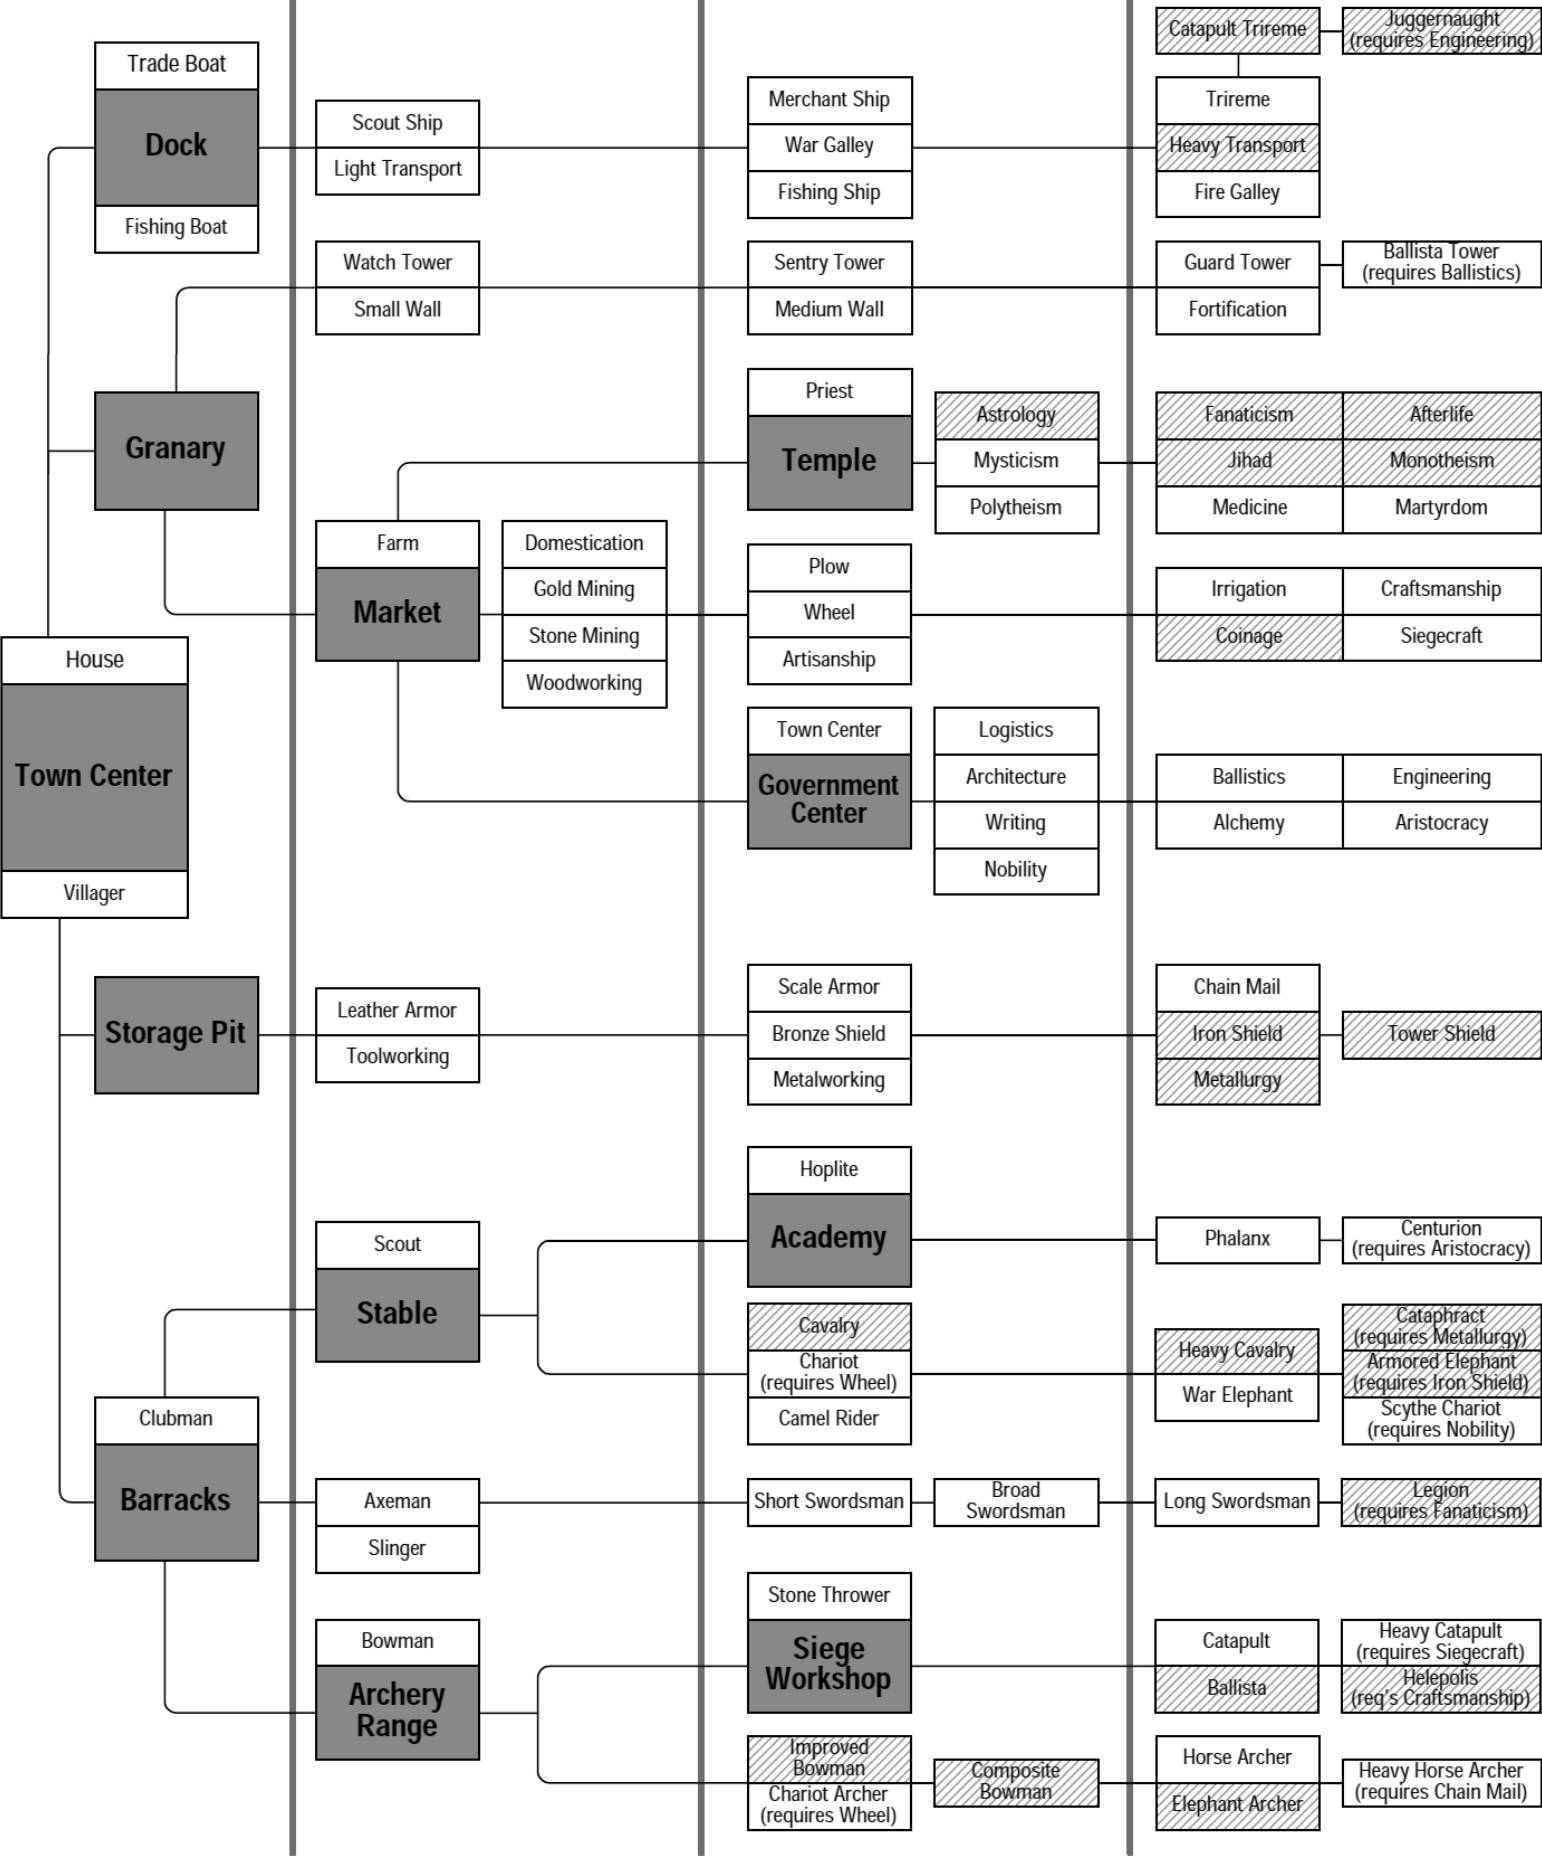 Catapult Trireme
Juggernaught
(requires Engineering)
Trade Boat
Dock
Fishing Boat
Scout Ship
Light Transport
Merchant Ship
War Galley
Fishing Ship
Trireme
Heavy Transport
Fire Galley
Watch Tower
Small Wall
Sentry Tower
Medium Wall
Guard Tower
Fortification
Ballista Tower
(requires Ballistics)
Granary
Priest
Temple
Astrology
Mysticism
Polytheism
Fanaticism
Afterlife
Jihad
Monotheism
Medicine
Martyrdom
Farm
Market
Domestication
Gold Mining
Stone Mining
Woodworking
Plow
Wheel
Artisanship
Irrigation
Craftsmanship
Coinage
Siegecraft
House
Town Center
Villager
Town Center
Government
Center
Logistics
Architecture
Writing
Nobility
Ballistics
Engineering
Alchemy
Aristocracy
Storage Pit
Leather Armor
Toolworking
Scale Armor
Bronze Shield
Metalworking
Chain Mail
Iron Shield
Metallurgy
Tower Shield
Hoplite
Academy
Phalanx
Centurion
(requires Aristocracy)
Scout
Stable
Cavalry
Chariot
(requires Wheel)
Camel Rider
Heavy Cavalry
War Elephant
Cataphract
(requires Metallurgy)
Armored Elephant
(requires Iron Shield)
Scythe Chariot
(requires Nobility)
Clubman
Barracks
Axeman
Slinger
Short Swordsman
Broad
Swordsman
Long Swordsman
Legion
(requires Fanaticism)
Bowman
Archery
Range
Stone Thrower
Siege
Workshop
Catapult
Ballista
Heavy Catapult
(requires Siegecraft)
Helepolis
(req's Craftsmanship)
Improved
Bowman
Chariot Archer
(requires Wheel)
Composite
Bowman
Horse Archer
Elephant Archer
Heavy Horse Archer
(requires Chain Mail)